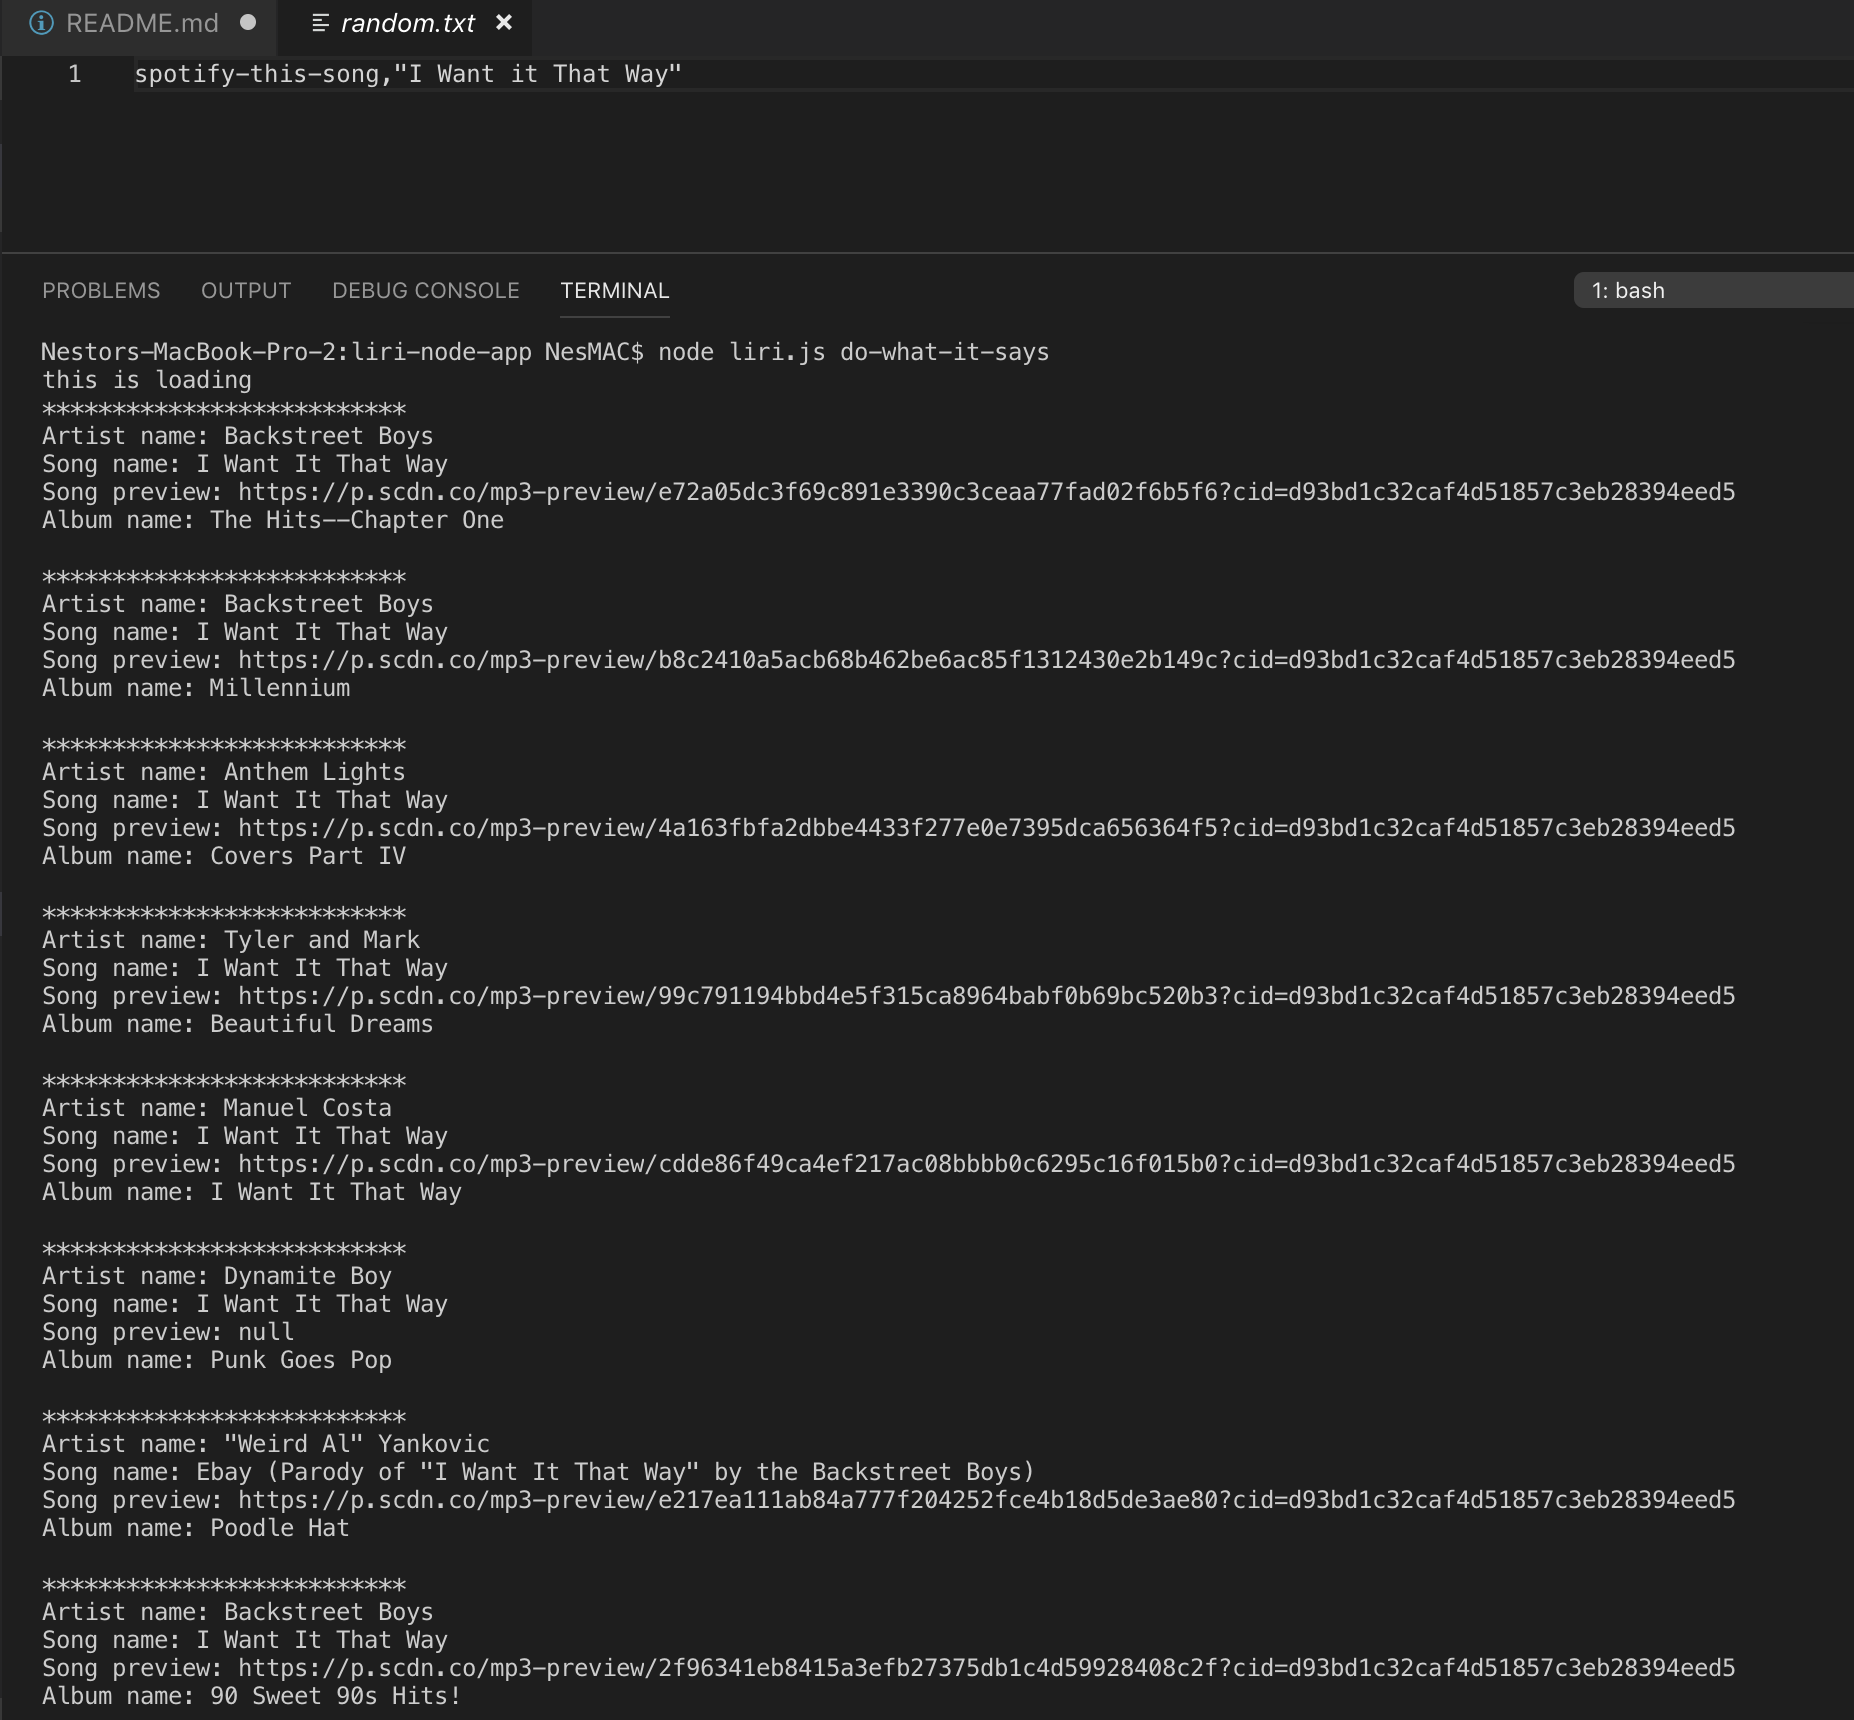 README.md
random.txt
1 spotify-this-song,"I Want it That Way"
PROBLEMS OUTPUT DEBUG CONSOLE TERMINAL 1: bash
Nestors-MacBook-Pro-2:liri-node-app NesMAC$ node liri.js do-what-it-says
this is loading
**************************
Artist name: Backstreet Boys
Song name: I Want It That Way
Song preview: https://p.scdn.co/mp3-preview/e72a05dc3f69c891e3390c3ceaa77fad02f6b5f6?cid=d93bd1c32caf4d51857c3eb28394eed5
Album name: The Hits--Chapter One
**************************
Artist name: Backstreet Boys
Song name: I Want It That Way
Song preview: https://p.scdn.co/mp3-preview/b8c2410a5acb68b462be6ac85f1312430e2b149c?cid=d93bd1c32caf4d51857c3eb28394eed5
Album name: Millennium
**************************
Artist name: Anthem Lights
Song name: I Want It That Way
Song preview: https://p.scdn.co/mp3-preview/4a163fbfa2dbbe4433f277e0e7395dca656364f5?cid=d93bd1c32caf4d51857c3eb28394eed5
Album name: Covers Part IV
**************************
Artist name: Tyler and Mark
Song name: I Want It That Way
Song preview: https://p.scdn.co/mp3-preview/99c791194bbd4e5f315ca8964babf0b69bc520b3?cid=d93bd1c32caf4d51857c3eb28394eed5
Album name: Beautiful Dreams
**************************
Artist name: Manuel Costa
Song name: I Want It That Way
Song preview: https://p.scdn.co/mp3-preview/cdde86f49ca4ef217ac08bbbb0c6295c16f015b0?cid=d93bd1c32caf4d51857c3eb28394eed5
Album name: I Want It That Way
**************************
Artist name: Dynamite Boy
Song name: I Want It That Way
Song preview: null
Album name: Punk Goes Pop
**************************
Artist name: "Weird Al" Yankovic
Song name: Ebay (Parody of "I Want It That Way" by the Backstreet Boys)
Song preview: https://p.scdn.co/mp3-preview/e217ea111ab84a777f204252fce4b18d5de3ae80?cid=d93bd1c32caf4d51857c3eb28394eed5
Album name: Poodle Hat
**************************
Artist name: Backstreet Boys
Song name: I Want It That Way
Song preview: https://p.scdn.co/mp3-preview/2f96341eb8415a3efb27375db1c4d59928408c2f?cid=d93bd1c32caf4d51857c3eb28394eed5
Album name: 90 Sweet 90s Hits!